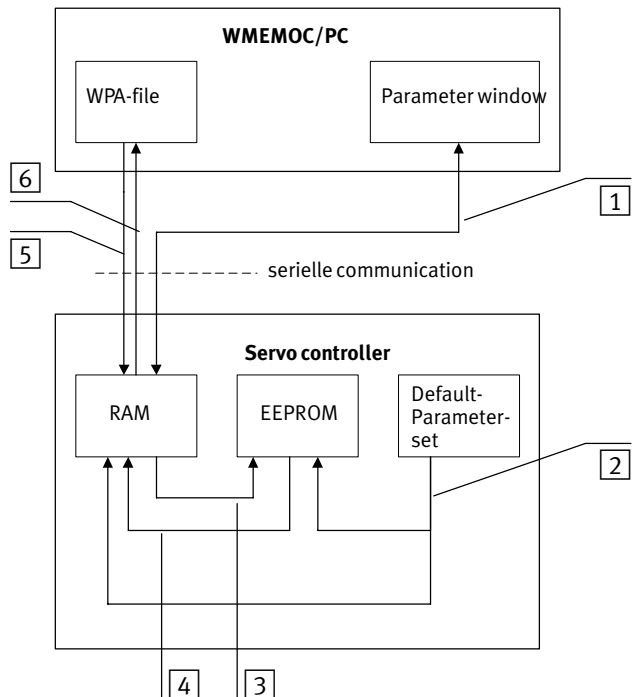 WMEMOC/PC
WPA-file
Parameter window
6
1
5
serielle communication
Servo controller
RAM
EEPROM
Default-
Parameter-
set
2
4
3